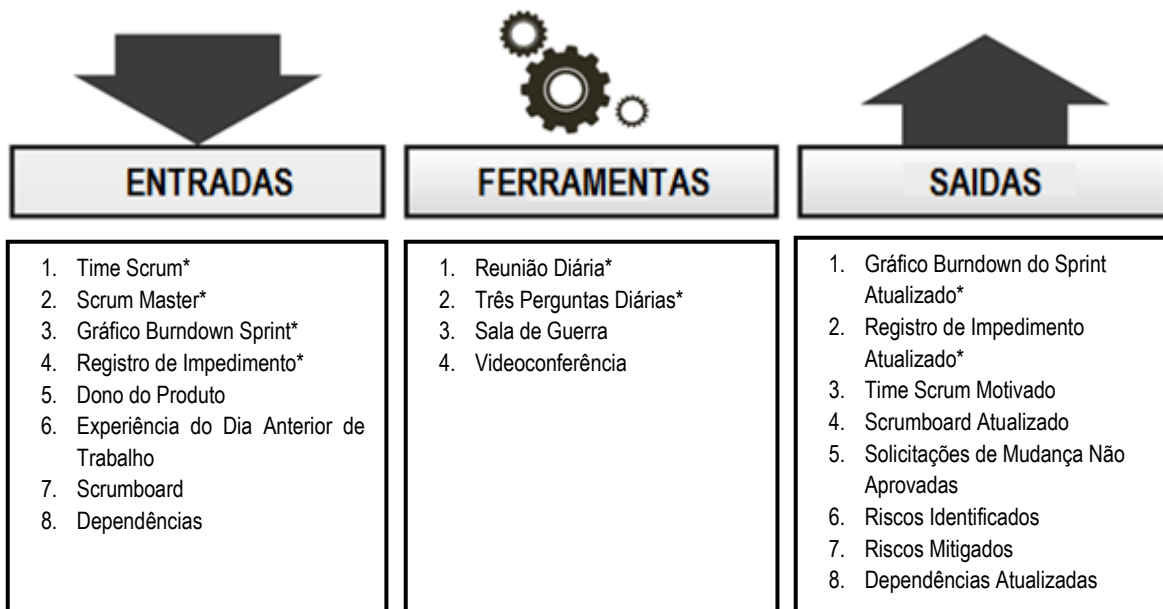 ENTRADAS
1. Time Scrum*
2. Scrum Master*
3. Gráfico Burndown Sprint*
4. Registro de Impedimento*
5. Dono do Produto
6. Experiência do Dia Anterior de
Trabalho
7. Scrumboard
8. Dependências
FERRAMENTAS
1. Reunião Diária*
2. Três Perguntas Diárias*
3. Sala de Guerra
4. Videoconferência
SAIDAS
1. Gráfico Burndown do Sprint
Atualizado*
2. Registro de Impedimento
Atualizado*
3. Time Scrum Motivado
4. Scrumboard Atualizado
5. Solicitações de Mudança Não
Aprovadas
6. Riscos Identificados
7. Riscos Mitigados
8. Dependências Atualizadas